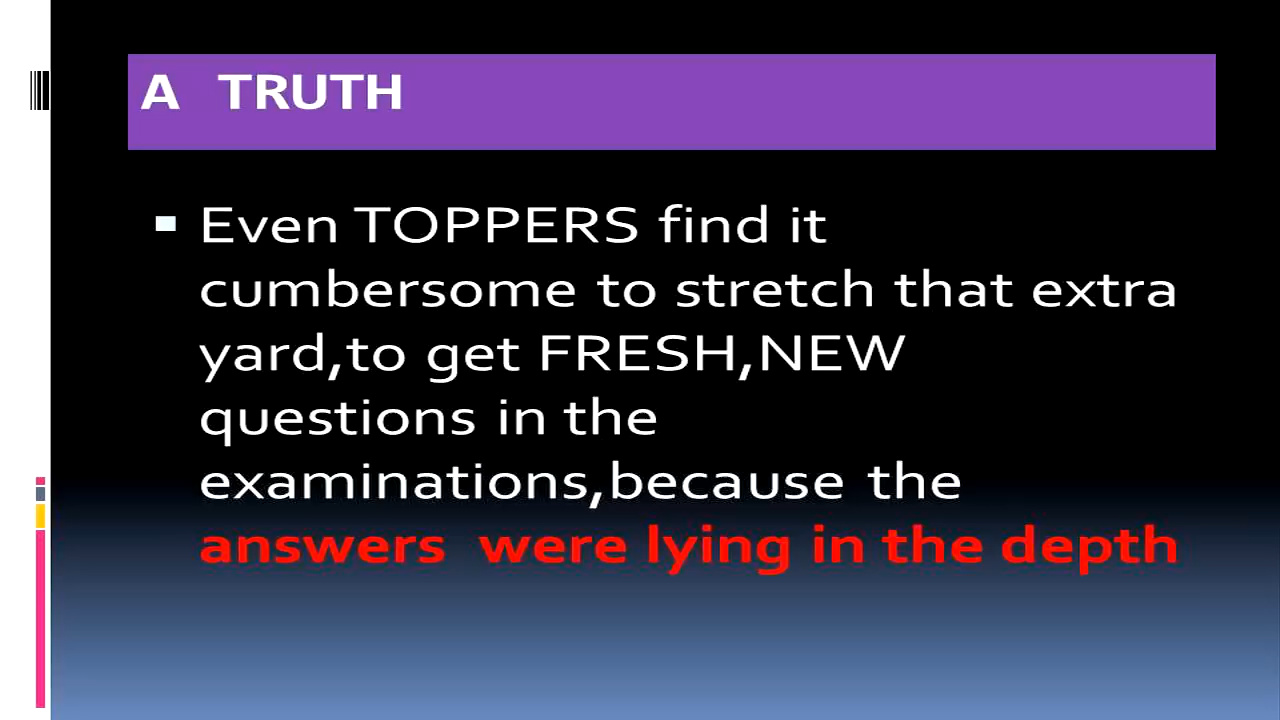 A TRUTH
Even TOPPERS find it
cumbersome to stretch that extra
yard,to get FRESH,NEW
questions in the
examinations,because the
answers were lying in the depth